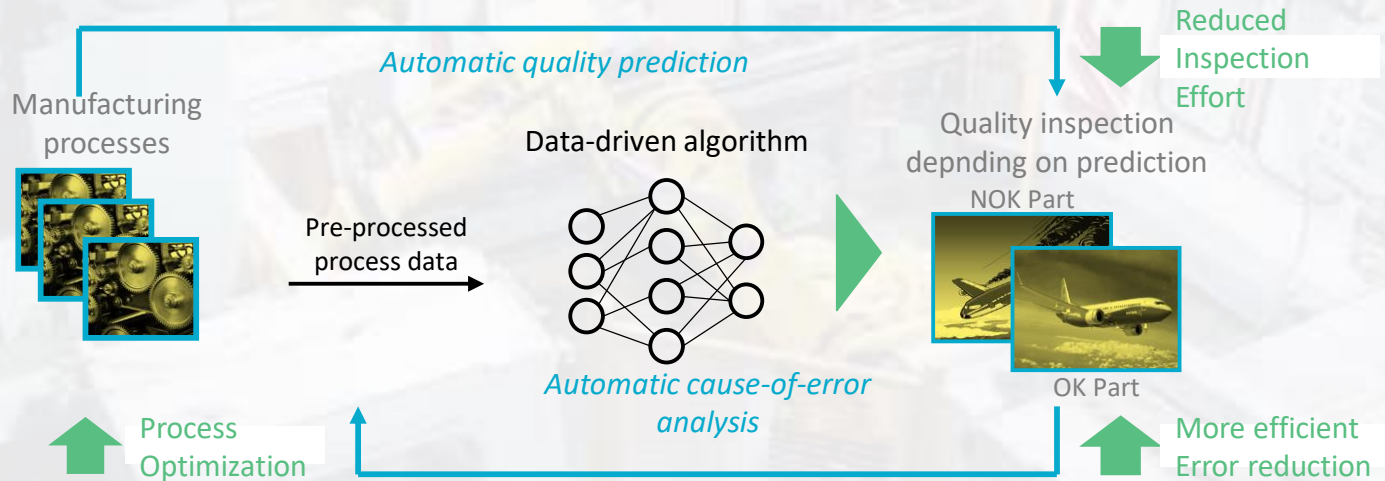 Reduced
Inspection
Effort
Automatic quality prediction
Manufacturing
processes
Quality inspection
depnding on prediction
Data-driven algorithm
NOK Part
Pre-processed
process data
OK Part
Automatic cause-of-error
analysis
Process
Optimization
More efficient
Error reduction